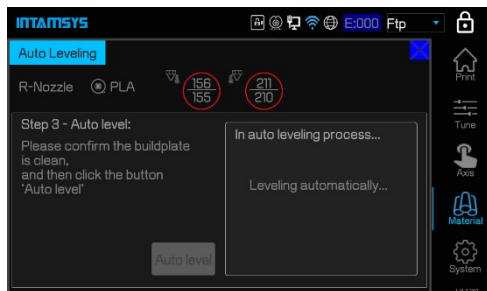 INTAMSYS
E:000 Ftp
Auto Leveling
R-Nozzle PLA 156 155 211 210
Print
Step 3 - Auto level:
Please confirm the buildplate
is clean,
and then click the button
'Auto level'
In auto leveling process...
Leveling automatically...
Auto level
Tune
Axis
Material
System